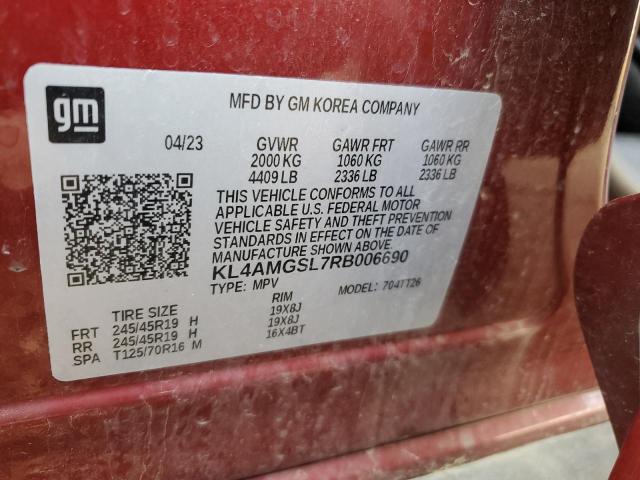 gm
MFD BY GM KOREA COMPANY
04/23 GVWR GAWR FRT GAWR RR
2000 KG 1060 KG 1060 KG
4409 LB 2336 LB 2336 LB
THIS VEHICLE CONFORMS TO ALL
APPLICABLE U.S. FEDERAL MOTOR
VEHICLE SAFETY AND THEFT PREVENTION
STANDARDS IN EFFECT ON THE DATE OF
MANUFACTURE SHOWN ABOVE.
KL4AMGSL7RB006690
TYPE: MPV MODEL: 704TT26
TIRE SIZE RIM
FRT 245/45R19 H 19X8J
RR 245/45R19 H 19X8J
SPA T125/70R16 M 16X4BT